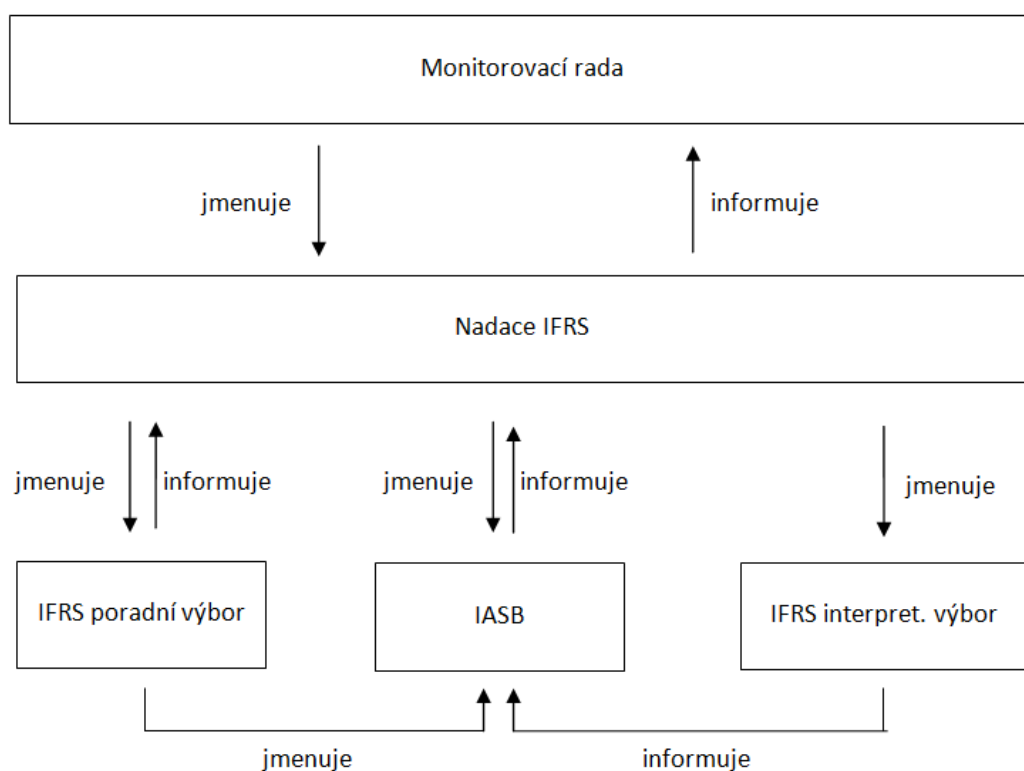 Monitorovací rada
jmenuje
informuje
Nadace IFRS
jmenuje
informuje
jmenuje
informuje
jmenuje
IFRS poradní výbor
IASB
IFRS interpret. výbor
jmenuje
informuje